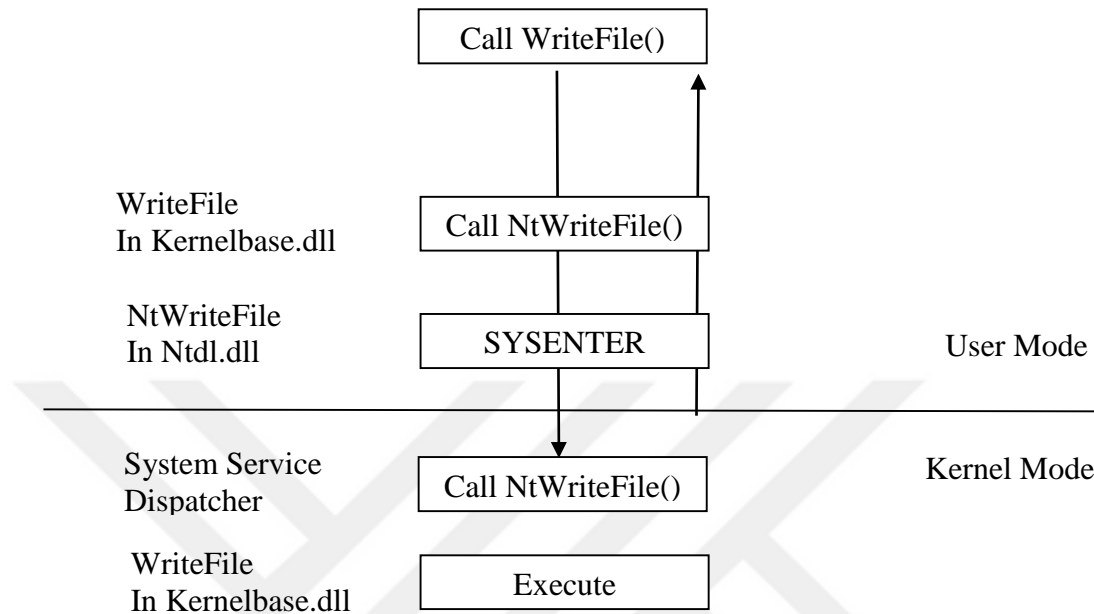 Call WriteFile()
WriteFile
In Kernelbase.dll
Call NtWriteFile()
NtWriteFile
In Ntdl.dll
SYSENTER
User Mode
System Service
Dispatcher
Call NtWriteFile()
Kernel Mode
WriteFile
In Kernelbase.dll
Execute